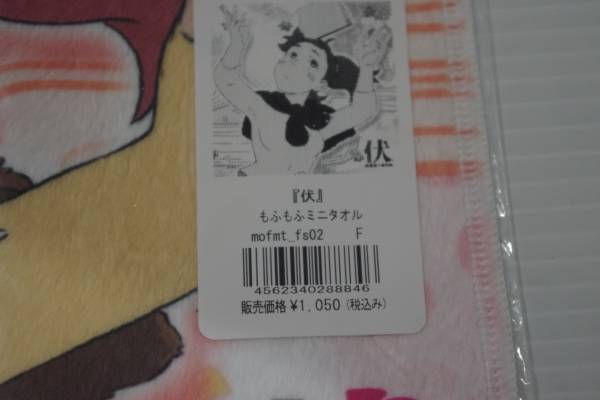 伏
『伏』
もふもふミニタオル
mofmt_fs02 F
4562340288846
販売価格 ¥1,050 (税込み)